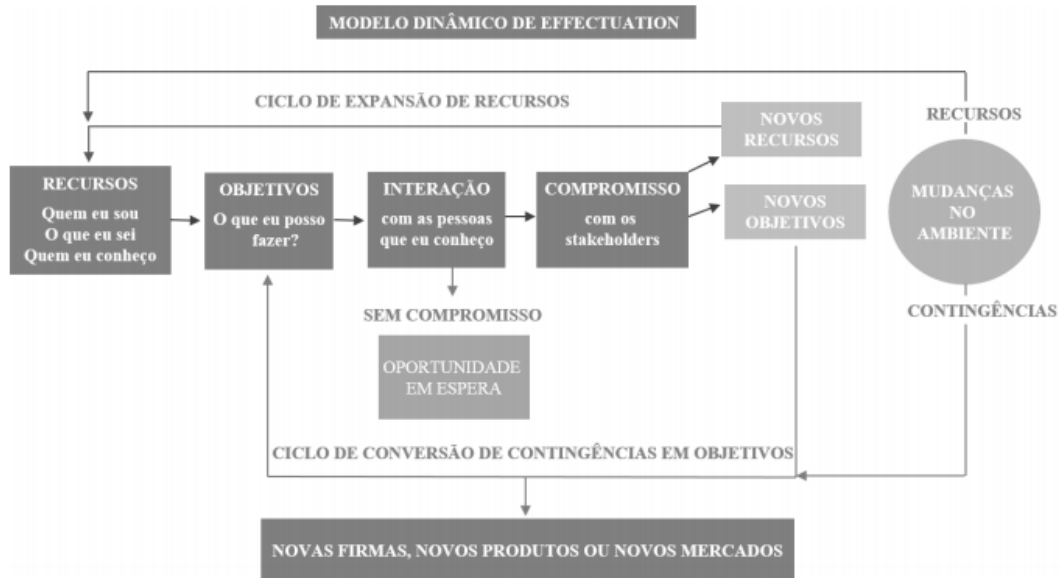 MODELO DINÂMICO DE EFFECTUATION
CICLO DE EXPANSÃO DE RECURSOS
NOVOS
RECURSOS
RECURSOS
RECURSOS
Quem eu sou
O que eu sei
Quem eu conheço
OBJETIVOS
O que eu posso
fazer?
INTERAÇÃO
com as pessoas
que eu conheço
COMPROMISSO
com os
stakeholders
NOVOS
OBJETIVOS
MUDANÇAS
NO
AMBIENTE
CONTINGÊNCIAS
SEM COMPROMISSO
OPORTUNIDADE
EM ESPERA
CICLO DE CONVERSÃO DE CONTINGÊNCIAS EM OBJETIVOS
NOVAS FIRMAS, NOVOS PRODUTOS OU NOVOS MERCADOS